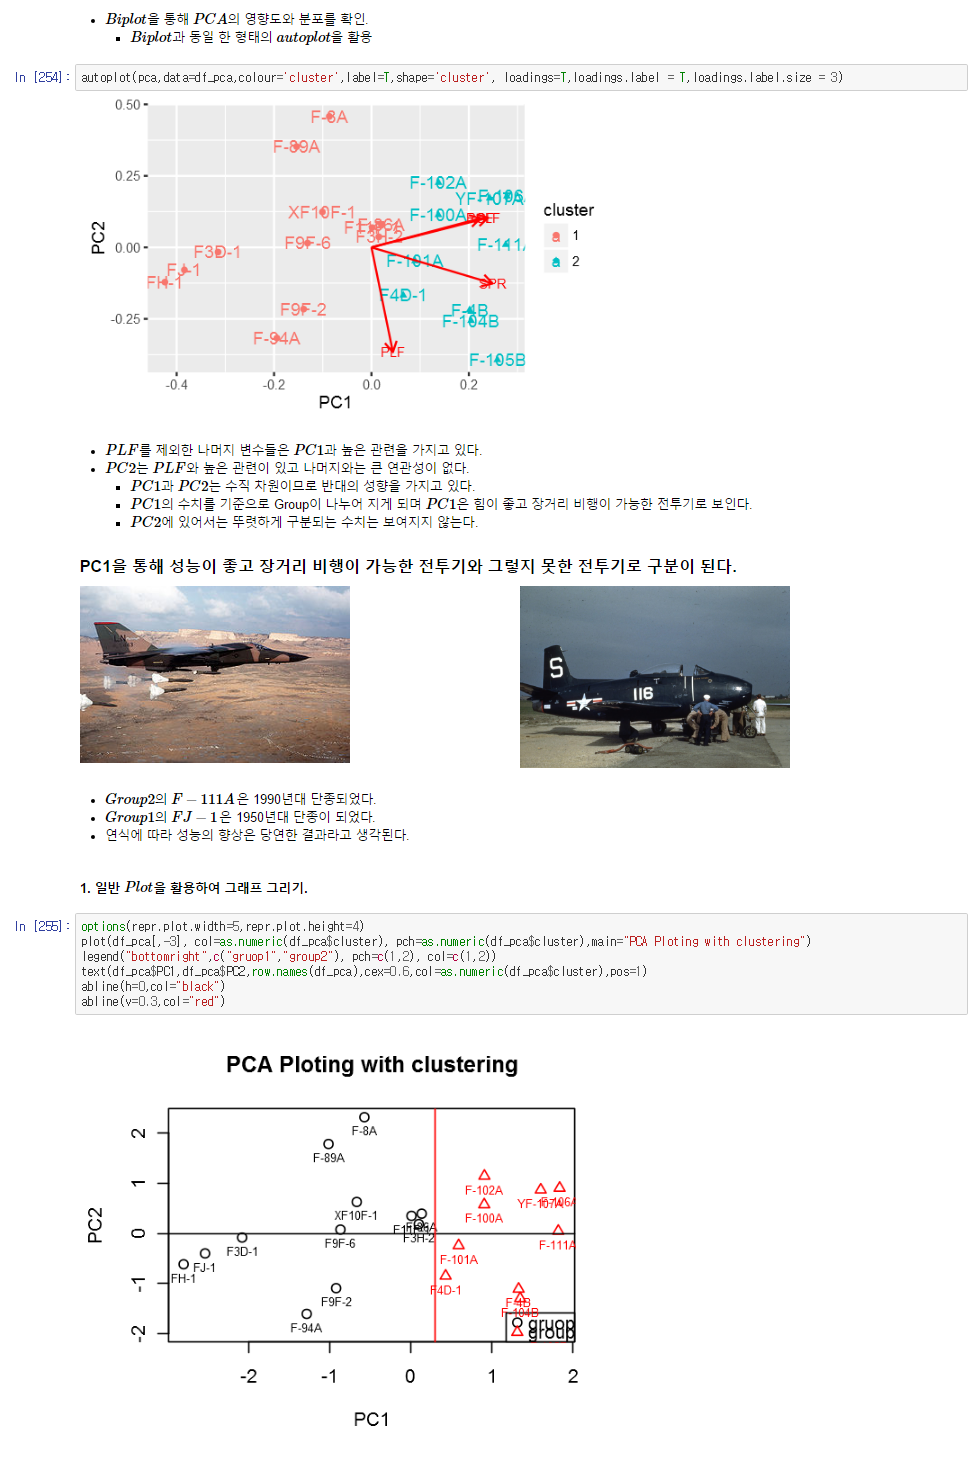 Biplot을 통해 PCA의 영향도와 분포를 확인.
Biplot과 동일 한 형태의 autoplot을 활용
In [254]: autoplot(pca,data=df_pca,colour='cluster',label=T,shape='cluster', loadings=T,loadings.label = T,loadings.label.size = 3)
0.50
F-8A
F-89A
0.25
F-102A
XF10F-1
F-100A
cluster
1
PC2
0.00
F9F-6
F3H-2
F3D-1
F-101A
2
FJ-1
FH-1
SPR
F4D-1
F9F-2
F-4B
-0.25
F-104B
F-94A
PLF
F-105B
-0.4 -0.2 0.0 0.2
PC1
PLF를 제외한 나머지 변수들은 PC1과 높은 관련을 가지고 있다.
PC2는 PLF와 높은 관련이 있고 나머지와는 큰 연관성이 없다.
PC1과 PC2는 수직 차원이므로 반대의 성향을 가지고 있다.
PC1의 수치를 기준으로 Group이 나누어 지게 되며 PC1은 힘이 좋고 장거리 비행이 가능한 전투기로 보인다.
PC2에 있어서는 뚜렷하게 구분되는 수치는 보여지지 않는다.
PC1을 통해 성능이 좋고 장거리 비행이 가능한 전투기와 그렇지 못한 전투기로 구분이 된다.
LN
S
116
Group2의 F − 111A은 1990년대 단종되었다.
Group1의 FJ − 1은 1950년대 단종이 되었다.
연식에 따라 성능의 향상은 당연한 결과라고 생각된다.
1. 일반 Plot을 활용하여 그래프 그리기.
In [255]: options(repr.plot.width=5,repr.plot.height=4)
plot(df_pca[,-3], col=as.numeric(df_pca$cluster), pch=as.numeric(df_pca$cluster),main="PCA Ploting with clustering")
legend("bottomright",c("gruop1","group2"), pch=c(1,2), col=c(1,2))
text(df_pca$PC1,df_pca$PC2,row.names(df_pca),cex=0.6,col=as.numeric(df_pca$cluster),pos=1)
abline(h=0,col="black")
abline(v=0.3,col="red")
PCA Ploting with clustering
2
F-8A
F-89A
1
F-102A
YF-107A
F-106A
XF10F-1
F-100A
PC2
0
F3H-2
F9F-6
F-111A
F3D-1
F-101A
FJ-1
FH-1
-1
F4D-1
F9F-2
F-4B
F-104B
F-94A
gruop
group
-2
-2 -1 0 1 2
PC1